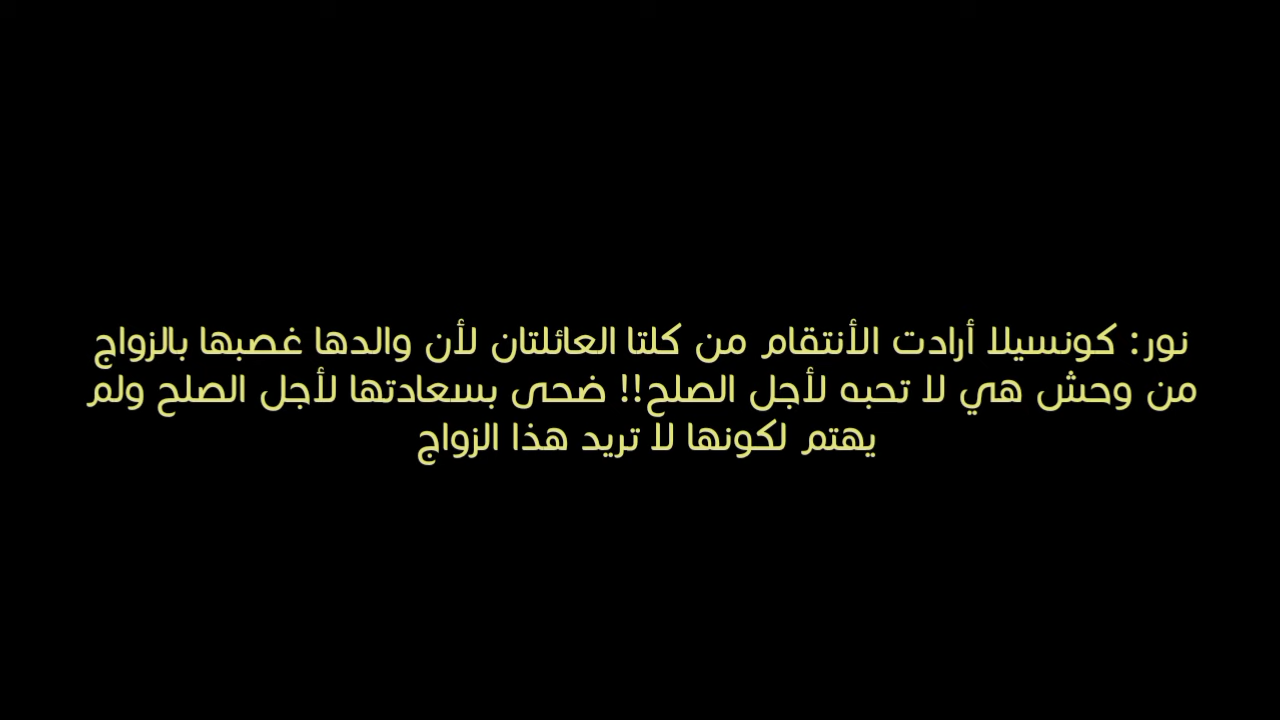 نور: كونسيلا أرادت الأنتقام من كلتا العائلتان لأن والدها غصبها بالزواج
من وحش هي لا تحبه لأجل الصلح!! ضحى بسعادتها لأجل الصلح ولم
يهتم لكونها لا تريد هذا الزواج